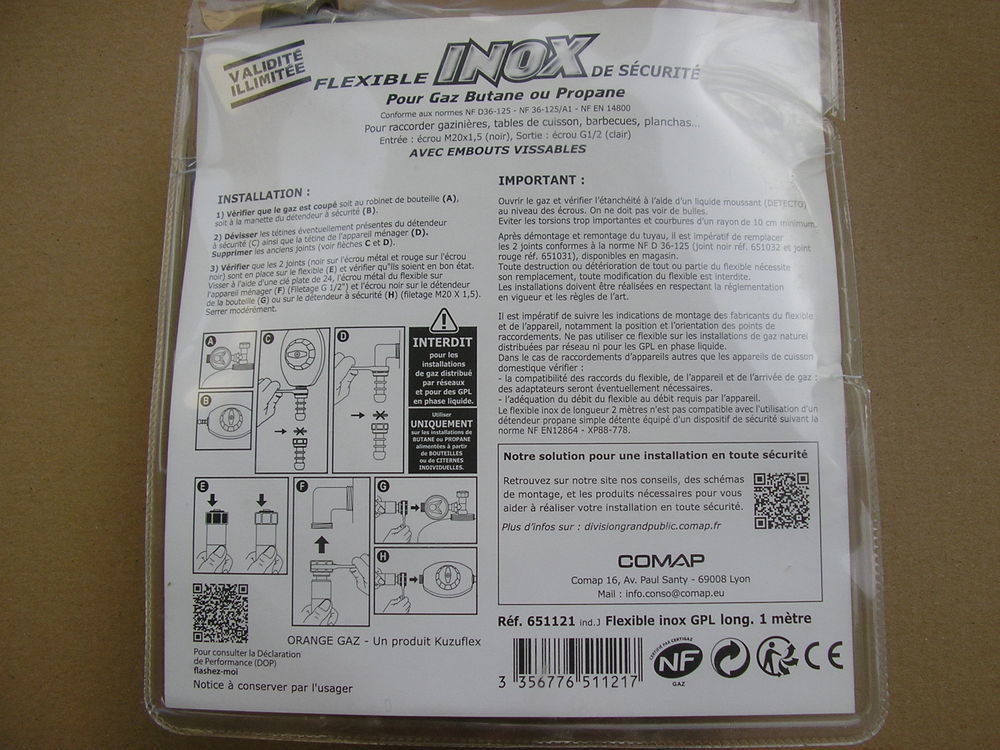 VALIDITÉ
ILLIMITÉE
FLEXIBLE INOX DE SÉCURITÉ
Pour Gaz Butane ou Propane
Conforme aux normes NF D36-125 - NF 36-125/A1 - NF EN 14800
Pour raccorder gazinières, tables de cuisson, barbecues, planchas...
Entrée : écrou M20x1,5 (noir), Sortie : écrou G1/2 (clair)
AVEC EMBOUTS VISSABLES
INSTALLATION :
1) Vérifier que le gaz est coupé soit au robinet de bouteille (A),
soit à la manette du détendeur à sécurité (B).
2) Dévisser les tétines éventuellement présentes du détendeur
à sécurité (C) ainsi que la tétine de l'appareil ménager (D).
Supprimer les anciens joints (voir flèches C et D).
3) Vérifier que les 2 joints (noir sur l'écrou métal et rouge sur l'écrou
noir) sont en place sur le flexible (E) et vérifier qu"ils soient en bon état.
Visser à l'aide d'une clé plate de 24, l'écrou métal du flexible sur
l'appareil ménager (F) (Filetage G 1/2") et l'écrou noir sur le détendeur
de la bouteille (G) ou sur le détendeur à sécurité (H) (filetage M20 X 1,5).
Serrer modérément.
A
B
C
D
INTERDIT
pour les
installations
de gaz distribué
par réseaux
et pour des GPL
en phase liquide.
Utiliser
UNIQUEMENT
sur les installations de
BUTANE ou PROPANE
alimentées à partir
de BOUTEILLES
ou de CITERNES
INDIVIDUELLES.
E
F
G
H
Pour consulter la Déclaration
de Performance (DOP)
flashez-moi
ORANGE GAZ - Un produit Kuzuflex
Notice à conserver par l'usager
IMPORTANT :
Ouvrir le gaz et vérifier l'étanchéité à l'aide d'un liquide moussant (DETECTO)
au niveau des écrous. On ne doit pas voir de bulles.
Eviter les torsions trop importantes et courbures d'un rayon de 10 cm minimum.
Après démontage et remontage du tuyau, il est impératif de remplacer
les 2 joints conformes à la norme NF D 36-125 (joint noir réf. 651032 et joint
rouge réf. 651031), disponibles en magasin.
Toute destruction ou détérioration de tout ou partie du flexible nécessite
son remplacement, toute modification du flexible est interdite.
Les installations doivent être réalisées en respectant la réglementation
en vigueur et les règles de l'art.
Il est impératif de suivre les indications de montage des fabricants du flexible
et de l'appareil, notamment la position et l'orientation des points de
raccordements. Ne pas utiliser ce flexible sur les installations de gaz naturel
distribuées par réseau ni pour les GPL en phase liquide.
Dans le cas de raccordements d'appareils autres que les appareils de cuisson
domestique vérifier :
- la compatibilité des raccords du flexible, de l'appareil et de l'arrivée de gaz :
des adaptateurs seront éventuellement nécessaires.
- l'adéquation du débit du flexible au débit requis par l'appareil.
Le flexible inox de longueur 2 mètres n'est pas compatible avec l'utilisation d'un
détendeur propane simple détente équipé d'un dispositif de sécurité suivant la
norme NF EN12864 - XP88-778.
Notre solution pour une installation en toute sécurité
Retrouvez sur notre site nos conseils, des schémas
de montage, et les produits nécessaires pour vous
aider à réaliser votre installation en toute sécurité.
Plus d'infos sur : divisiongrandpublic.comap.fr
COMAP
Comap 16, Av. Paul Santy - 69008 Lyon
Mail : info.conso@comap.eu
Réf. 651121 ind.J Flexible inox GPL long. 1 mètre
3 356776 511217
CERTIFIÉ PAR CERTIGAZ
NF
GAZ
CE